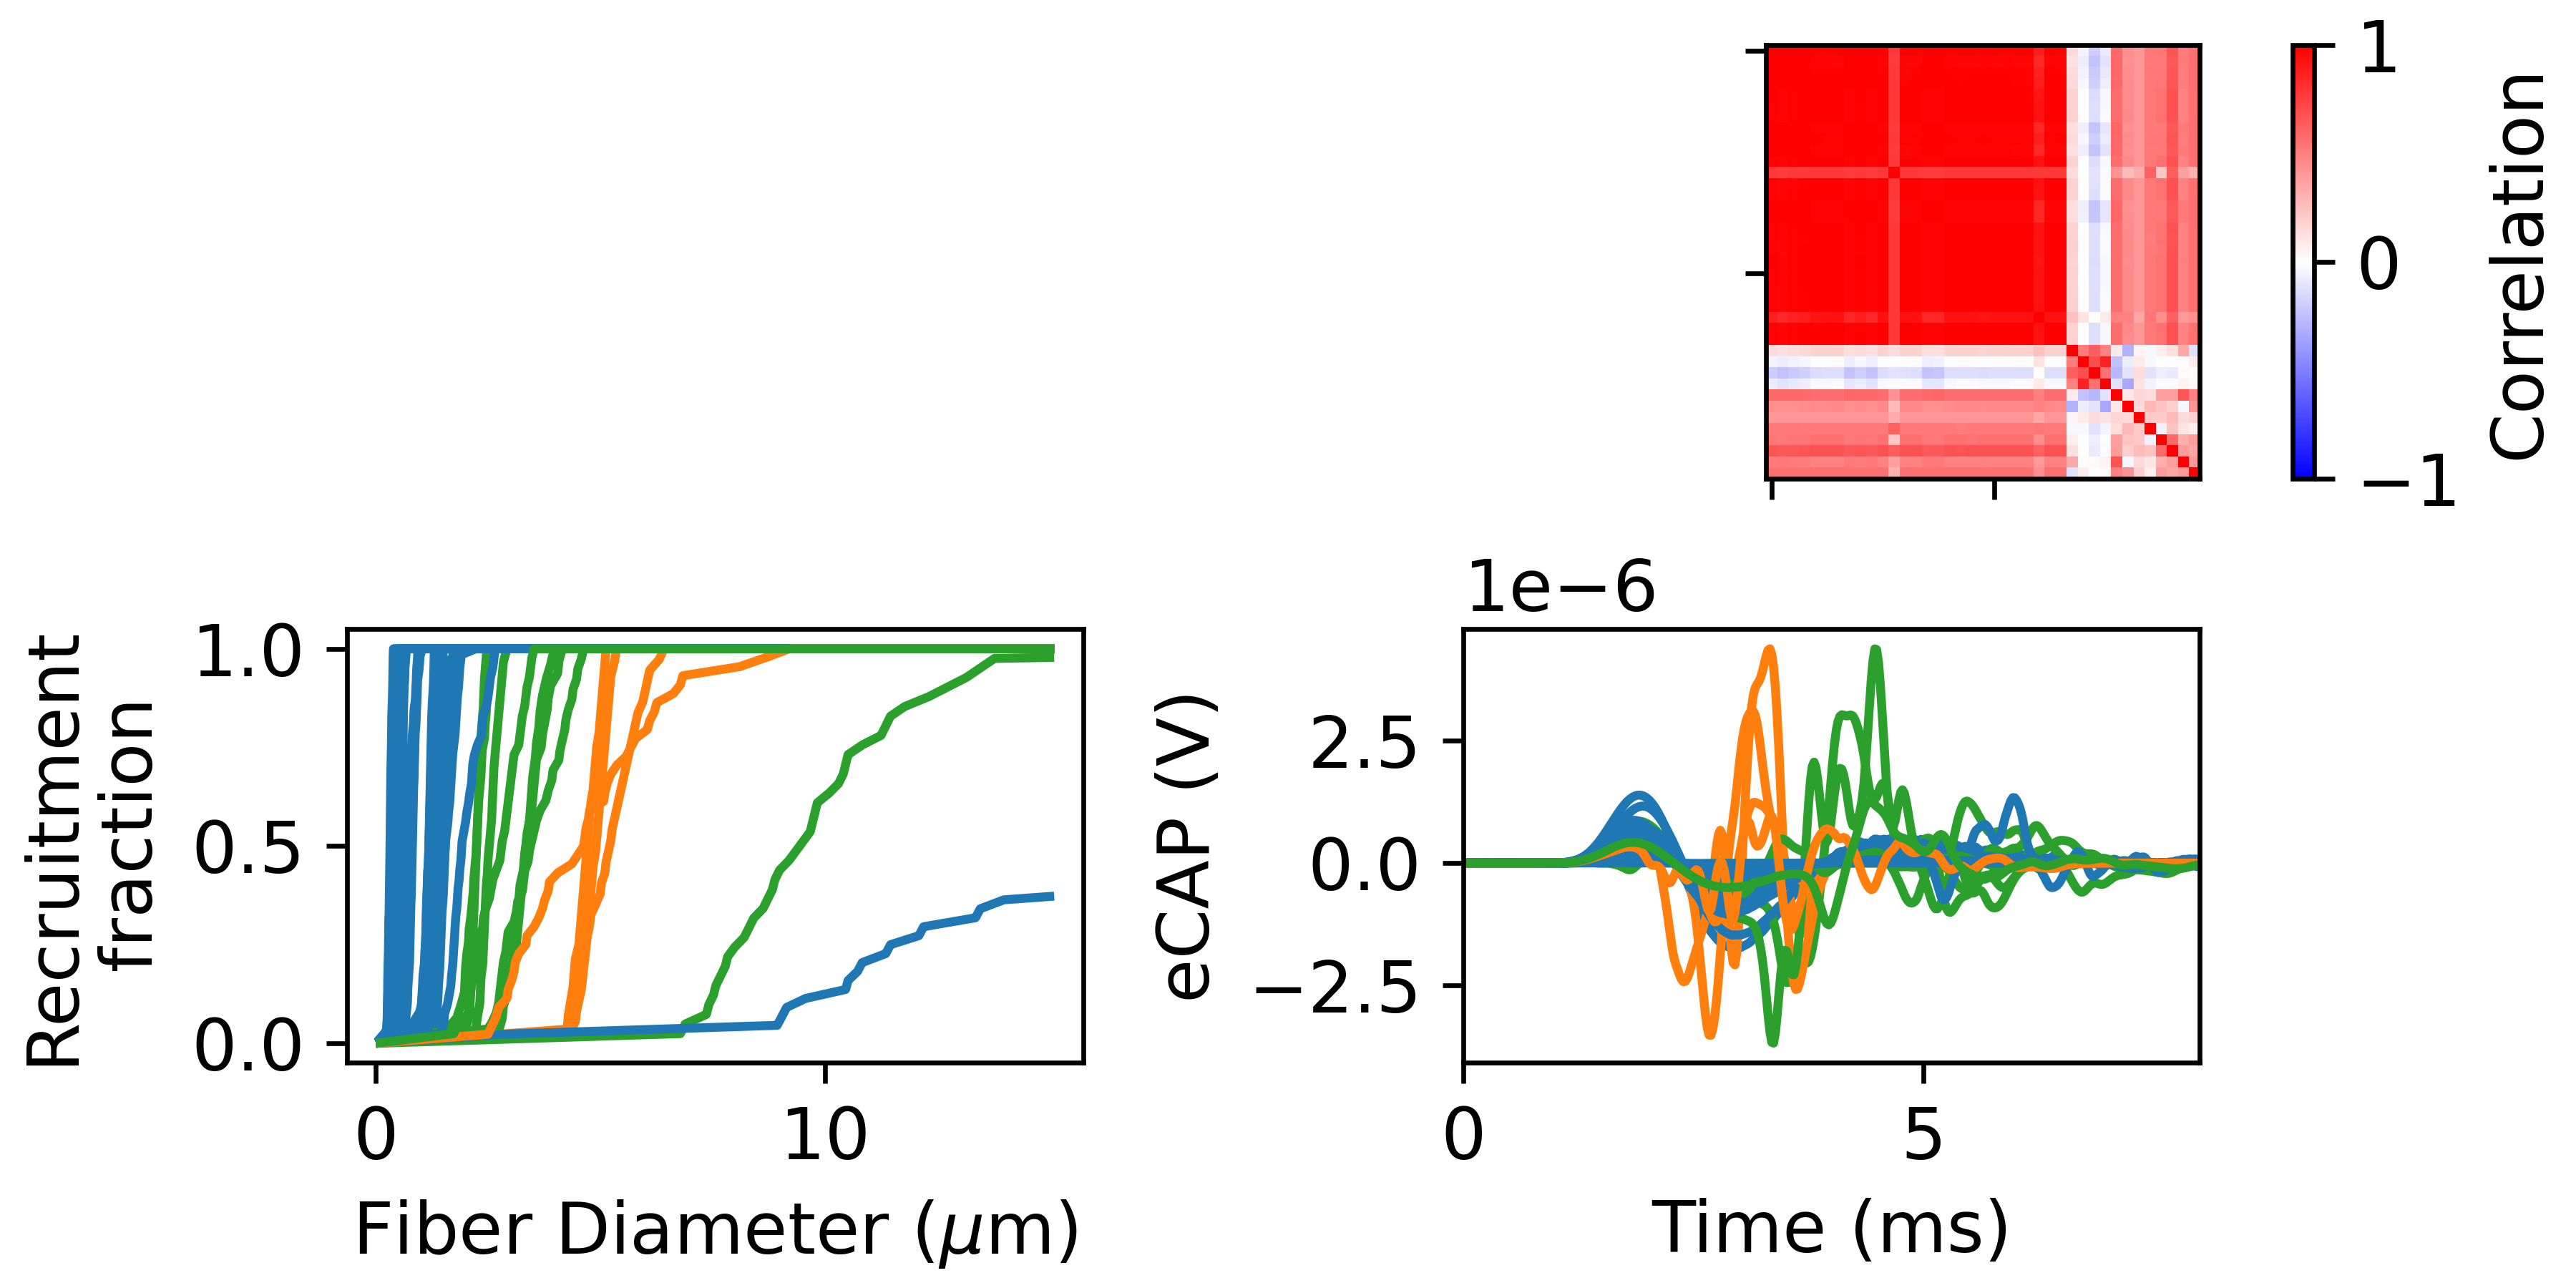 1
0
−1
Correlation
1e−6
Recruitment
fraction
1.0
0.5
0.0
0
10
Fiber Diameter (μm)
eCAP (V)
2.5
0.0
−2.5
0
5
Time (ms)